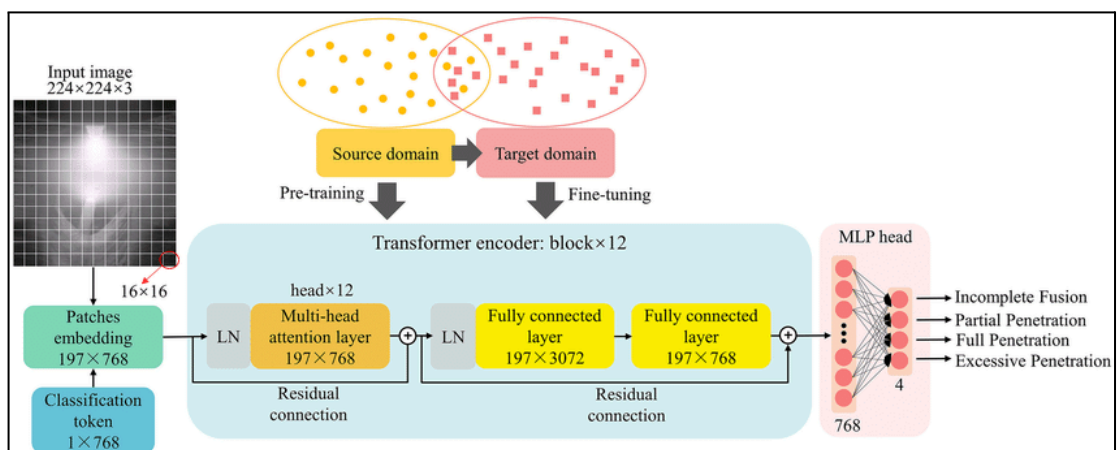 Input image
224×224×3
16×16
Patches
embedding
197×768
Classification
token
1×768
Source domain
Target domain
Pre-training
Fine-tuning
Transformer encoder: block×12
head×12
LN
Multi-head
attention layer
197×768
Residual
connection
LN
Fully connected
layer
197×3072
Fully connected
layer
197×768
Residual
connection
MLP head
768
4
Incomplete Fusion
Partial Penetration
Full Penetration
Excessive Penetration